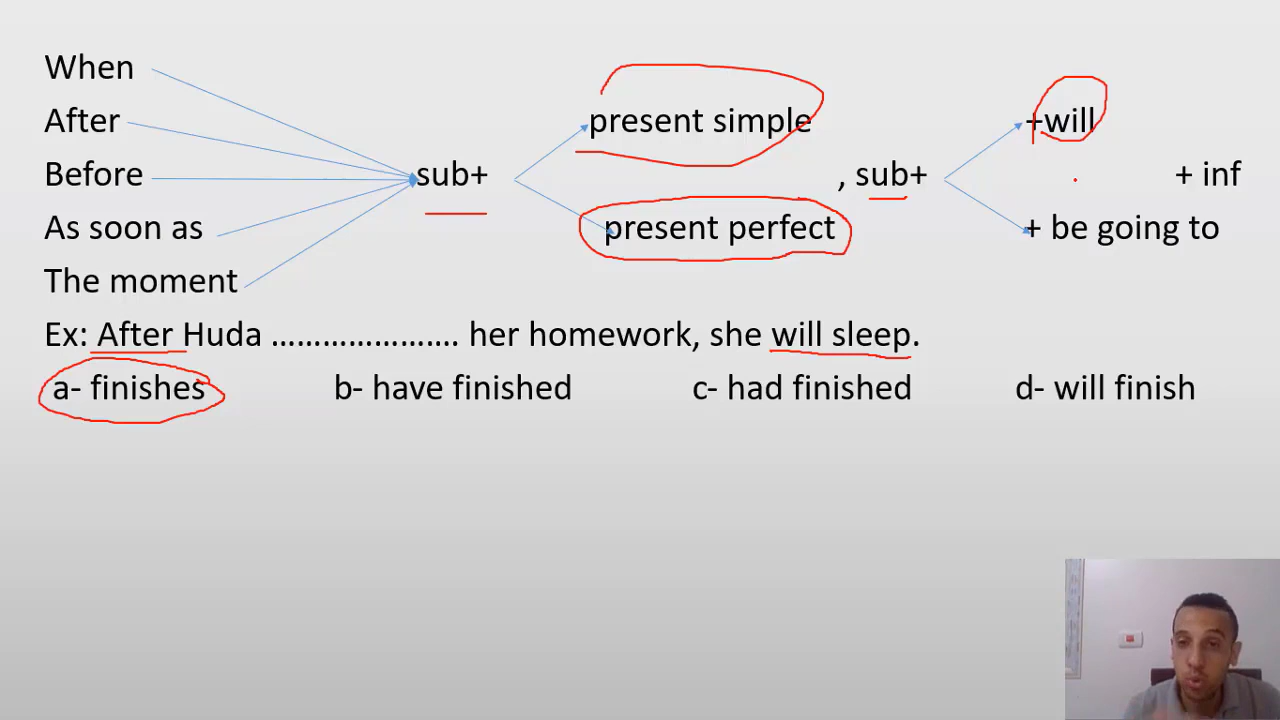 When
After
Before
As soon as
The moment
sub+
present simple
present perfect
, sub+
+will
+ be going to
+ inf
Ex: After Huda …………………. her homework, she will sleep.
a- finishes b- have finished c- had finished d- will finish